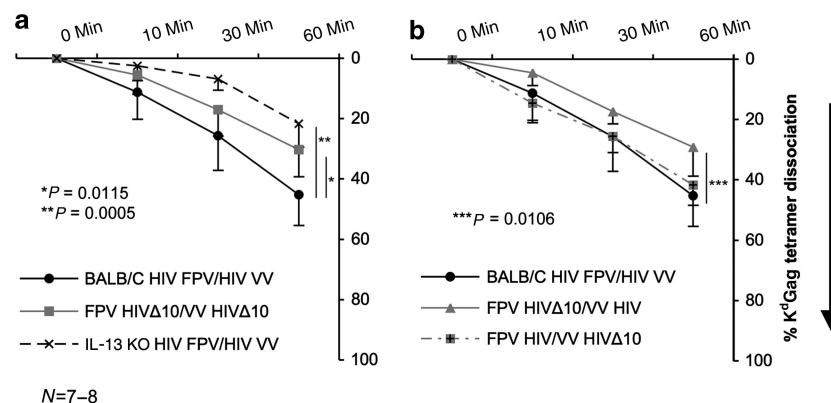 a
0 Min
10 Min
30 Min
60 Min
0
20
40
60
80
100
**
*
*P = 0.0115
**P = 0.0005
BALB/C HIV FPV/HIV VV
FPV HIVΔ10/VV HIVΔ10
IL-13 KO HIV FPV/HIV VV
N=7–8
b
0 Min
10 Min
30 Min
60 Min
0
20
40
60
80
100
***
***P = 0.0106
BALB/C HIV FPV/HIV VV
FPV HIVΔ10/VV HIV
FPV HIV/VV HIVΔ10
% KᵈGag tetramer dissociation